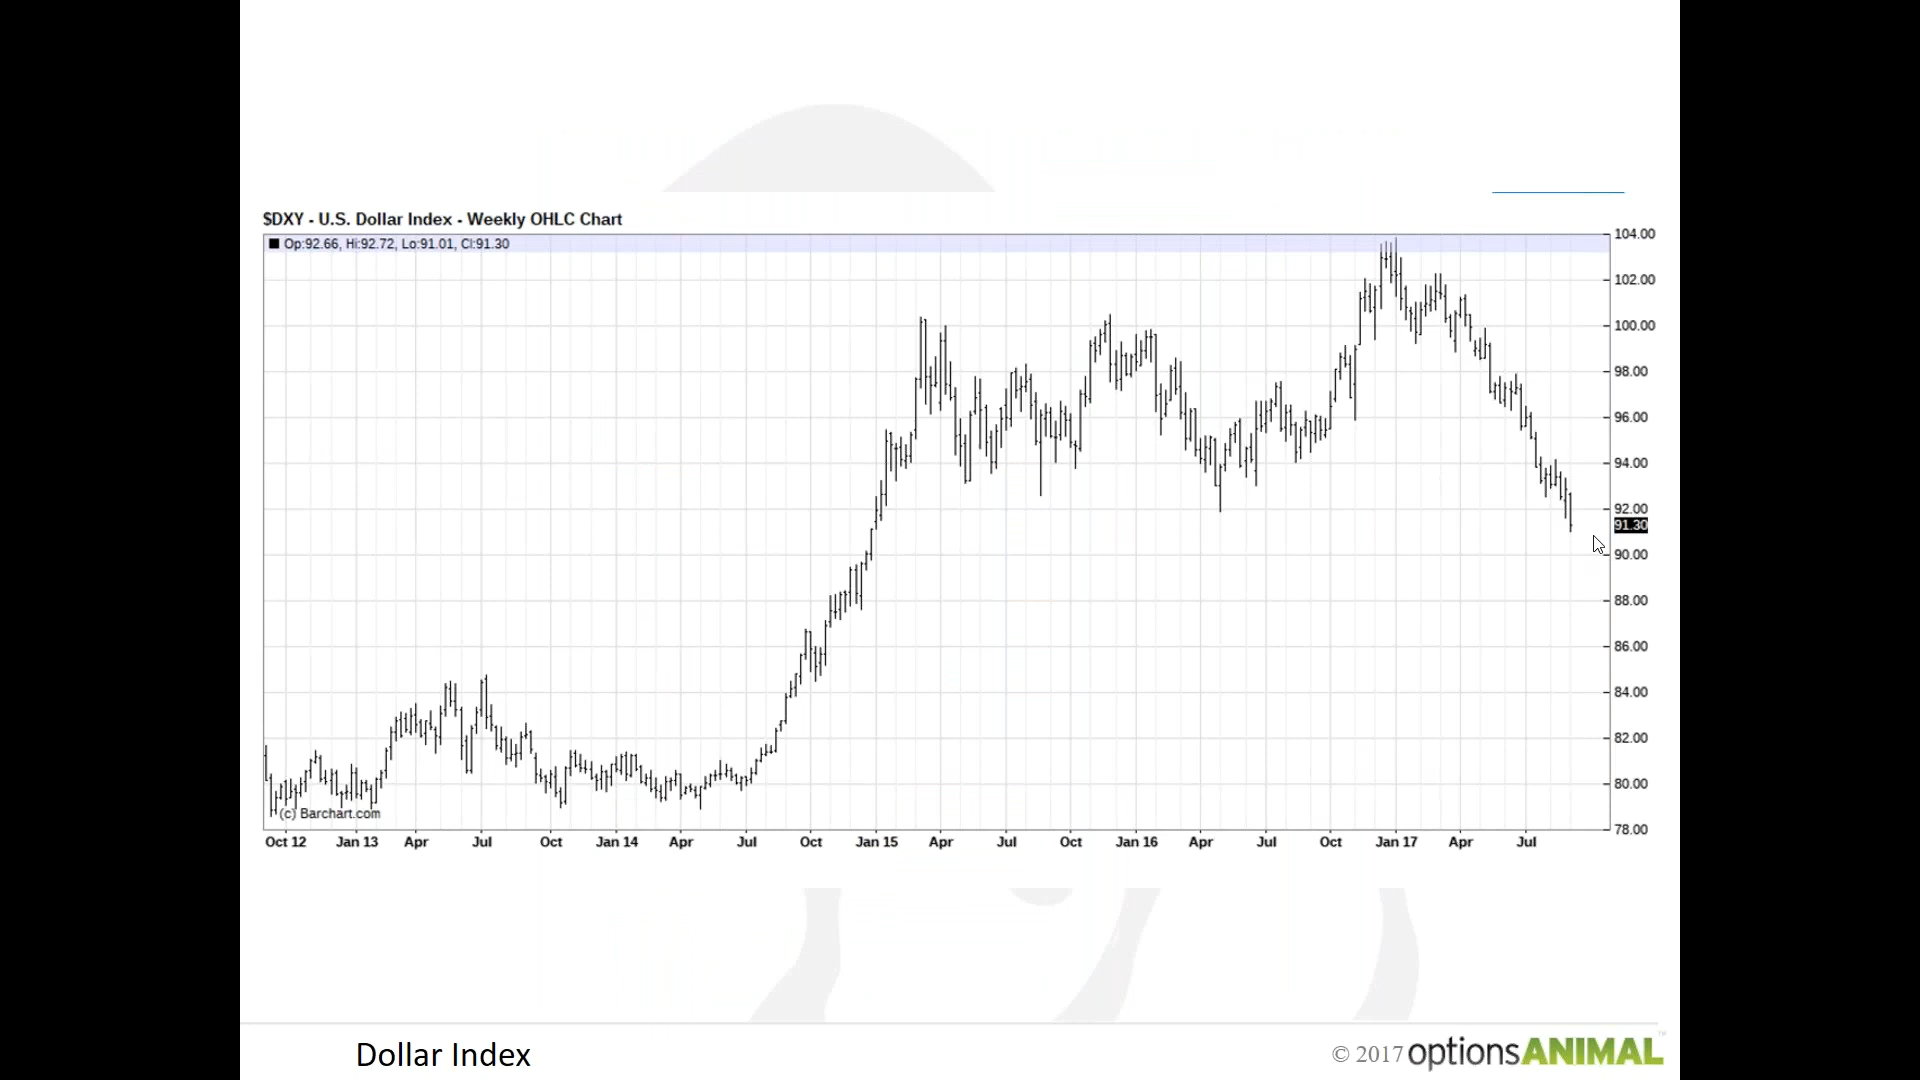 $DXY - U.S. Dollar Index - Weekly OHLC Chart
Op:92.66, Hi:92.72, Lo:91.01, Cl:91.30
104.00
102.00
100.00
98.00
96.00
94.00
92.00
91.30
90.00
88.00
86.00
84.00
82.00
80.00
78.00
(c) Barchart.com
Oct 12 Jan 13 Apr Jul Oct Jan 14 Apr Jul Oct Jan 15 Apr Jul Oct Jan 16 Apr Jul Oct Jan 17 Apr Jul
Dollar Index
© 2017 optionsANIMAL™